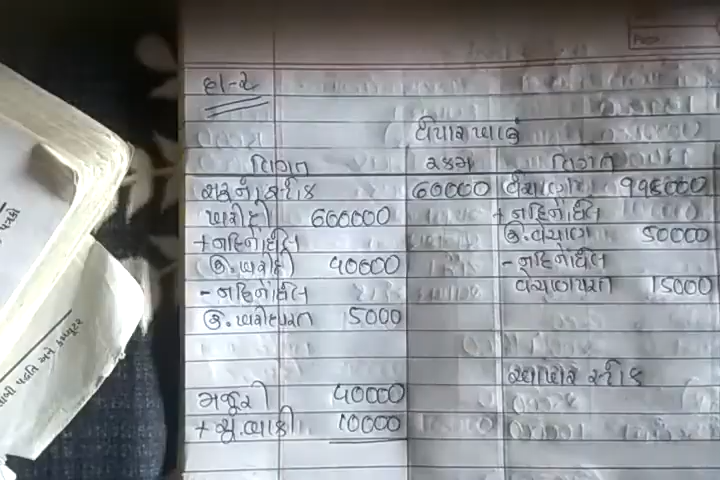 દા-૨
વેપાર ખાતું
વિગત રકમ વિગત
શરૂનો સ્ટોક 60000 વેચાણ
ખરીદી 600000 + નહિ નોંધેલ
+ નહિ નોંધેલ ઉ. વેચાણ 50000
ઉ. ખરીદી 40000 - નહિ નોંધેલ
- નહિ નોંધેલ વેચાણ પરત 15000
ઉ. ખરીદ પરત 5000
આખર સ્ટોક
મજૂરી 40000
+ ચૂ. બાકી 10000